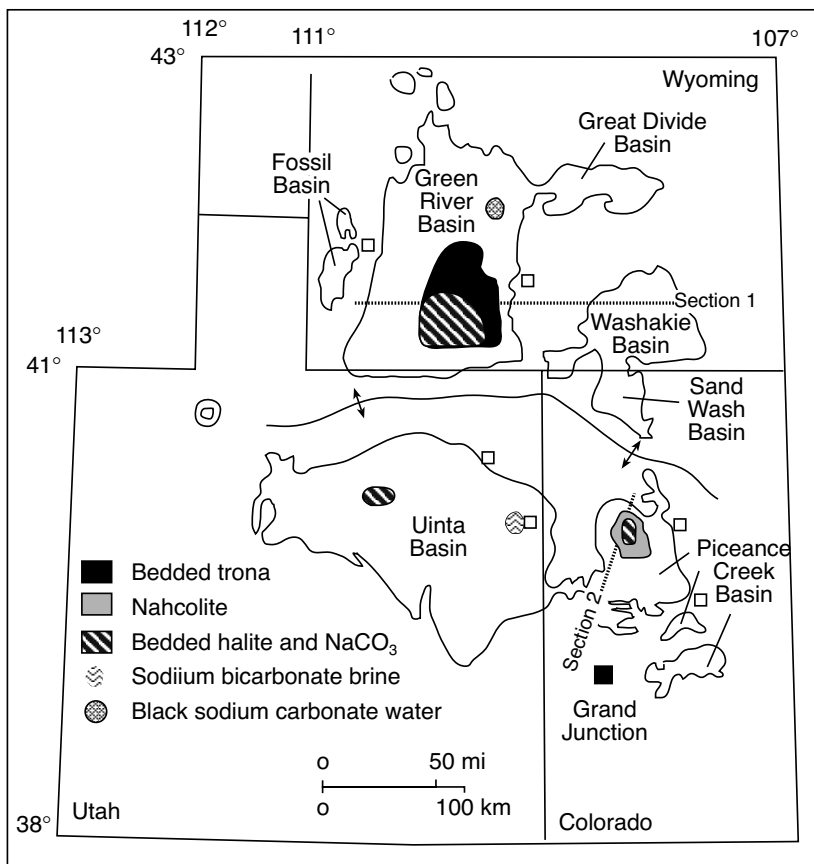 112°
111°
107°
43°
Wyoming
Great Divide
Basin
Fossil
Basin
Green
River
Basin
Section 1
Washakie
Basin
113°
41°
Sand
Wash
Basin
Uinta
Basin
Piceance
Creek
Basin
Section 2
Bedded trona
Nahcolite
Bedded halite and NaCO₃
Sodiium bicarbonate brine
Black sodium carbonate water
Grand
Junction
o 50 mi
o 100 km
38°
Utah
Colorado